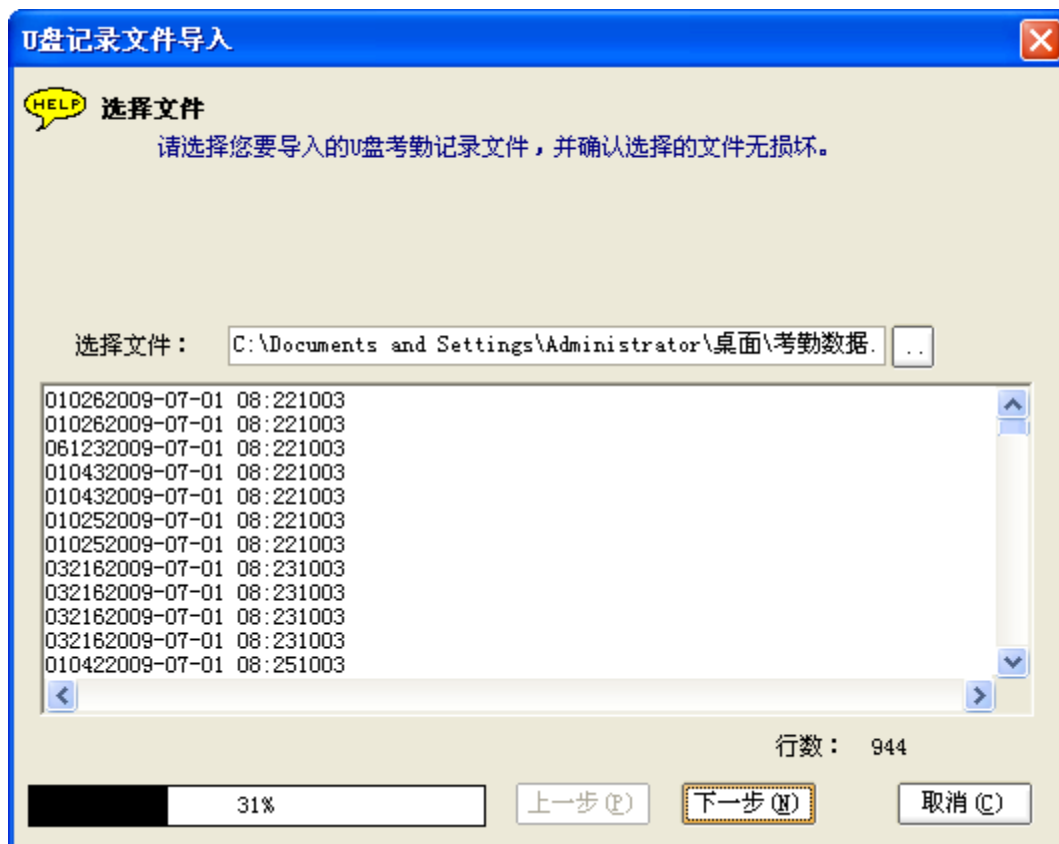 U盘记录文件导入
HELP 选择文件
请选择您要导入的U盘考勤记录文件，并确认选择的文件无损坏。
选择文件： C:\Documents and Settings\Administrator\桌面\考勤数据. ..
010262009-07-01 08:221003
010262009-07-01 08:221003
061232009-07-01 08:221003
010432009-07-01 08:221003
010432009-07-01 08:221003
010252009-07-01 08:221003
010252009-07-01 08:221003
032162009-07-01 08:231003
032162009-07-01 08:231003
032162009-07-01 08:231003
032162009-07-01 08:231003
010422009-07-01 08:251003
行数： 944
31% 上一步(P) 下一步(N) 取消(C)